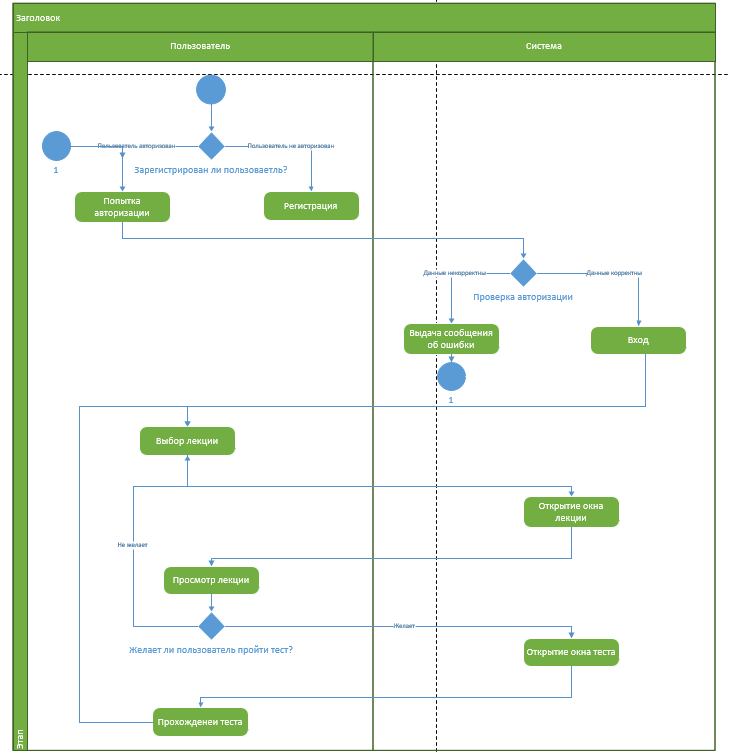 Заголовок
Пользователь
Система
Пользователь авторизован
Пользователь не авторизован
1
Зарегистрирован ли пользоваетль?
Попытка
авторизации
Регистрация
Данные некорректны
Данные корректны
Проверка авторизации
Выдача сообщения
об ошибки
Вход
1
Выбор лекции
Открытие окна
лекции
Не желает
Просмотр лекции
Желает
Желает ли пользователь пройти тест?
Открытие окна теста
Прохожденеи теста
Этап